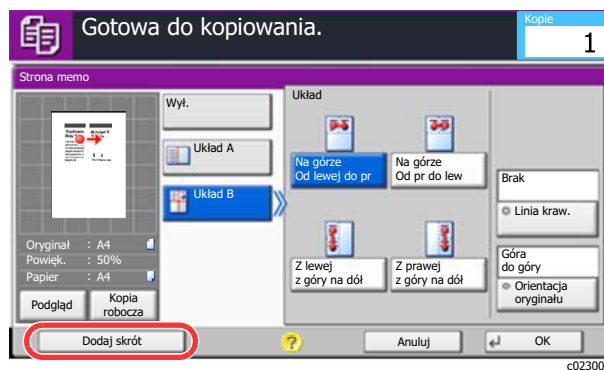 Gotowa do kopiowania.
Kopie
1
Strona memo
Wył.
Układ A
Układ B
Układ
Na górze
Od lewej do pr
Na górze
Od pr do lew
Z lewej
z góry na dół
Z prawej
z góry na dół
Brak
Linia kraw.
Góra
do góry
Orientacja
oryginału
Oryginał : A4
Powięk. : 50%
Papier : A4
Podgląd
Kopia
robocza
Dodaj skrót
Anuluj
OK
c02300